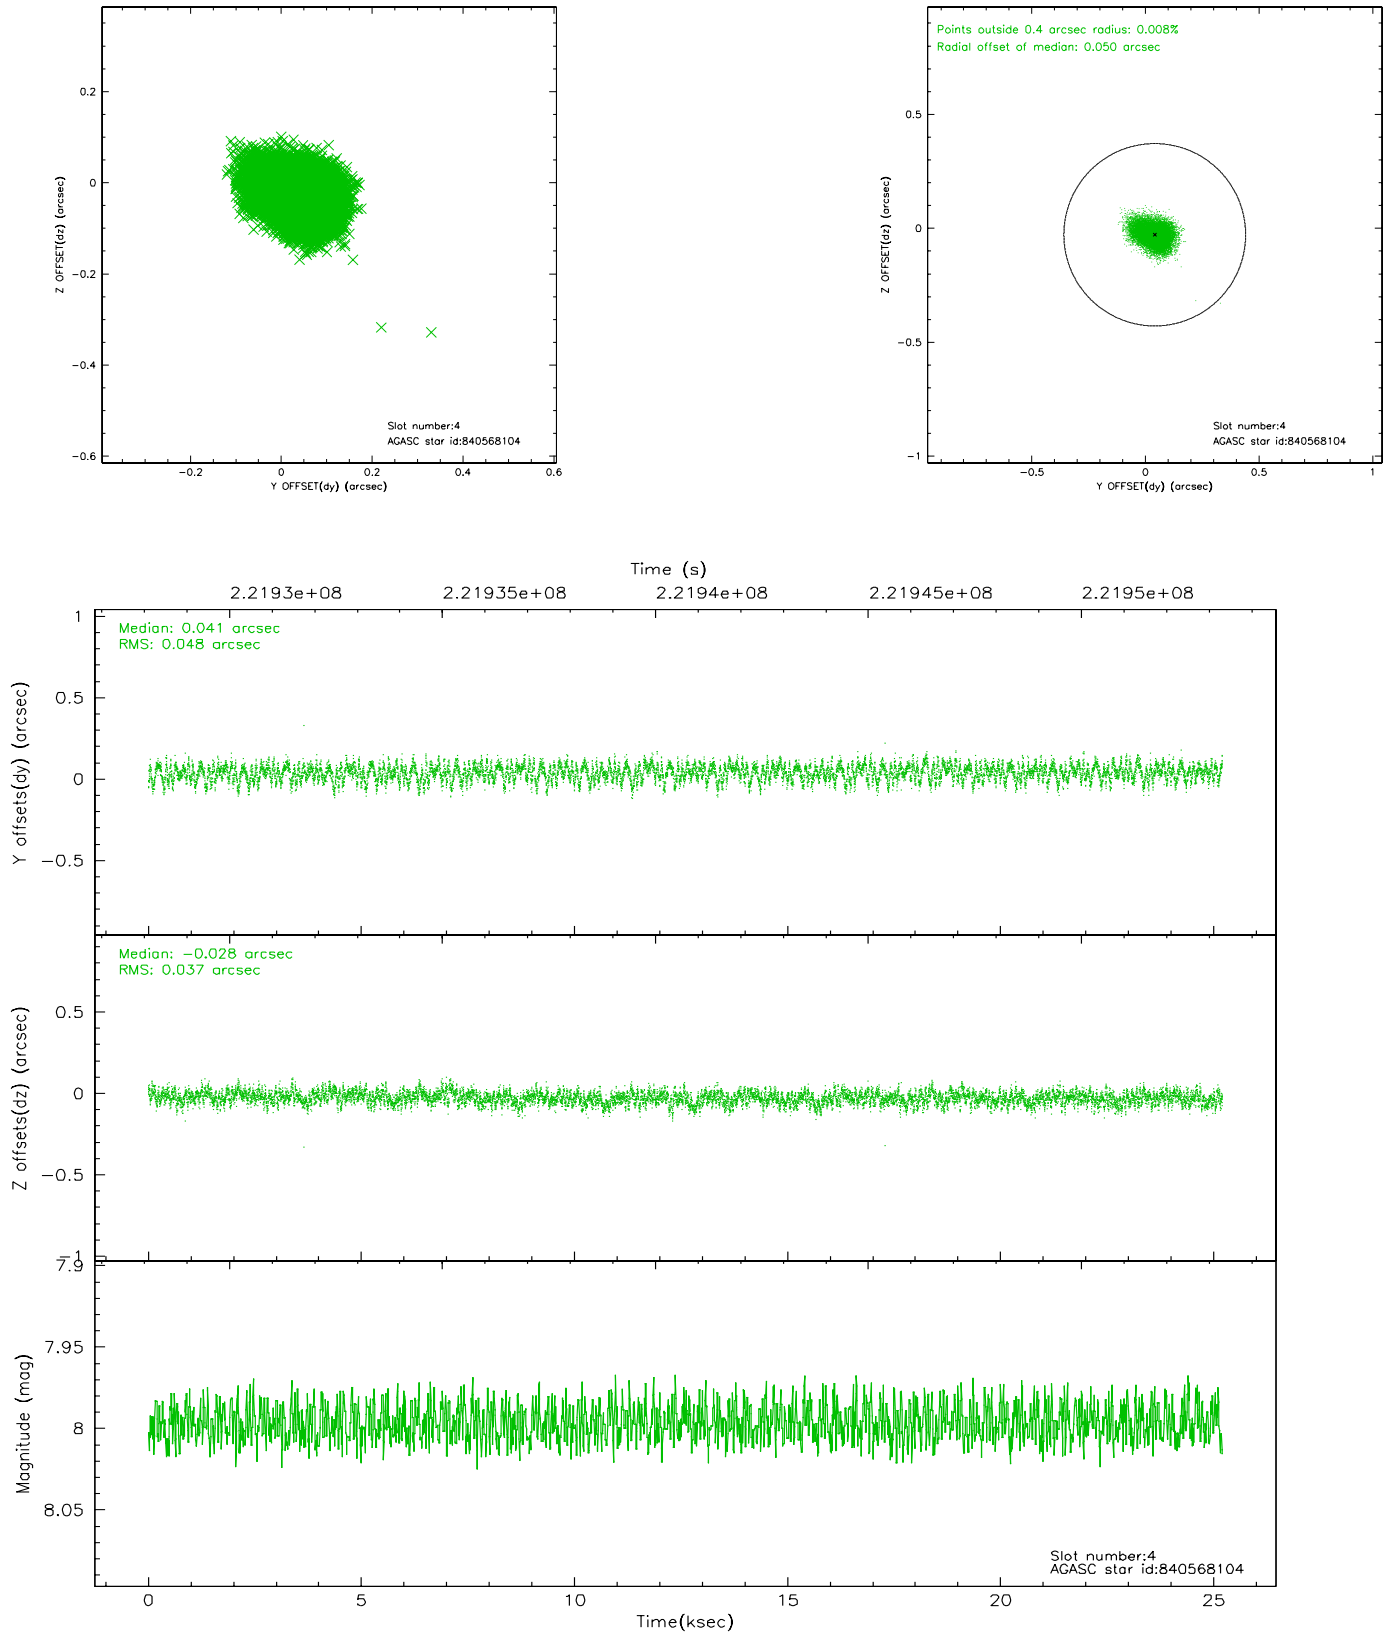 0.2
0
−0.2
−0.4
−0.6
Z OFFSET(dz) (arcsec)
Slot number:4
AGASC star id:840568104
−0.2
0
0.2
0.4
0.6
Y OFFSET(dy) (arcsec)
Points outside 0.4 arcsec radius: 0.008%
Radial offset of median: 0.050 arcsec
0.5
0
−0.5
−1
Z OFFSET(dz) (arcsec)
Slot number:4
AGASC star id:840568104
−0.5
0
0.5
1
Y OFFSET(dy) (arcsec)
Time (s)
2.2193e+08
2.21935e+08
2.2194e+08
2.21945e+08
2.2195e+08
1
0.5
0
−0.5
Y offsets(dy) (arcsec)
Median: 0.041 arcsec
RMS: 0.048 arcsec
0.5
0
−0.5
−1
Z offsets(dz) (arcsec)
Median: −0.028 arcsec
RMS: 0.037 arcsec
7.9
7.95
8
8.05
Magnitude (mag)
Slot number:4
AGASC star id:840568104
0
5
10
15
20
25
Time(ksec)